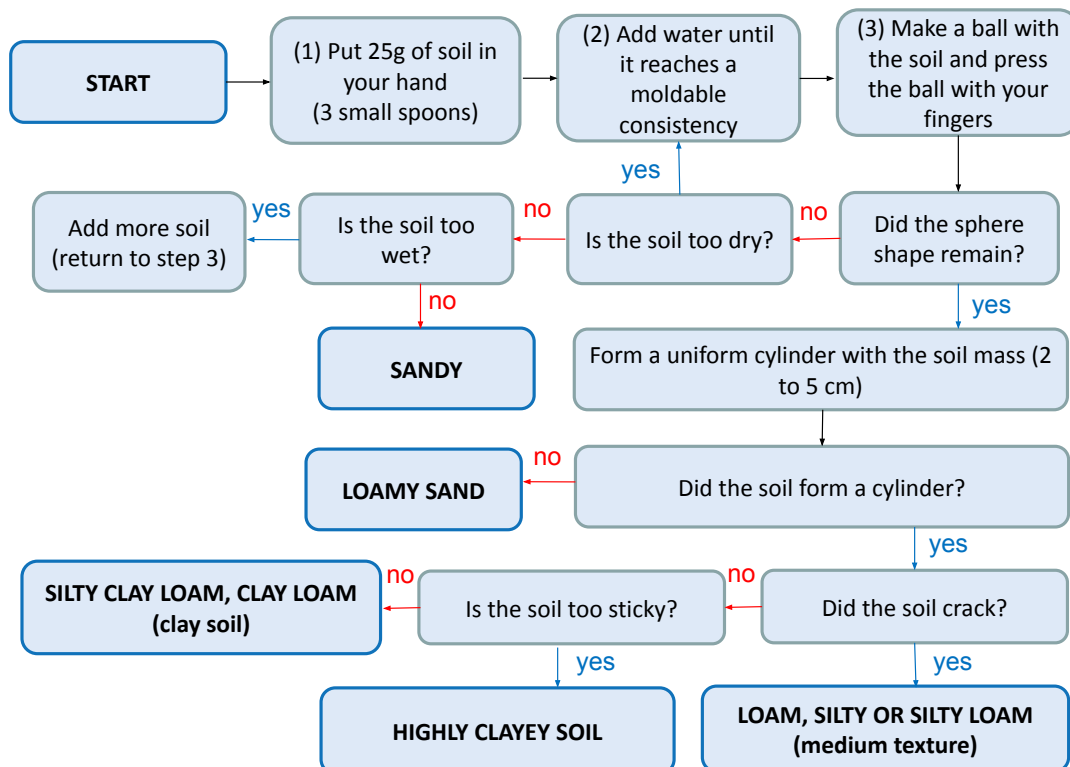 START
(1) Put 25g of soil in
your hand
(3 small spoons)
(2) Add water until
it reaches a
moldable
consistency
(3) Make a ball with
the soil and press
the ball with your
fingers
yes
Add more soil
(return to step 3)
yes
Is the soil too
wet?
no
Is the soil too dry?
no
Did the sphere
shape remain?
no
yes
SANDY
Form a uniform cylinder with the soil mass (2
to 5 cm)
LOAMY SAND
no
Did the soil form a cylinder?
yes
SILTY CLAY LOAM, CLAY LOAM
(clay soil)
no
Is the soil too sticky?
no
Did the soil crack?
yes
yes
HIGHLY CLAYEY SOIL
LOAM, SILTY OR SILTY LOAM
(medium texture)